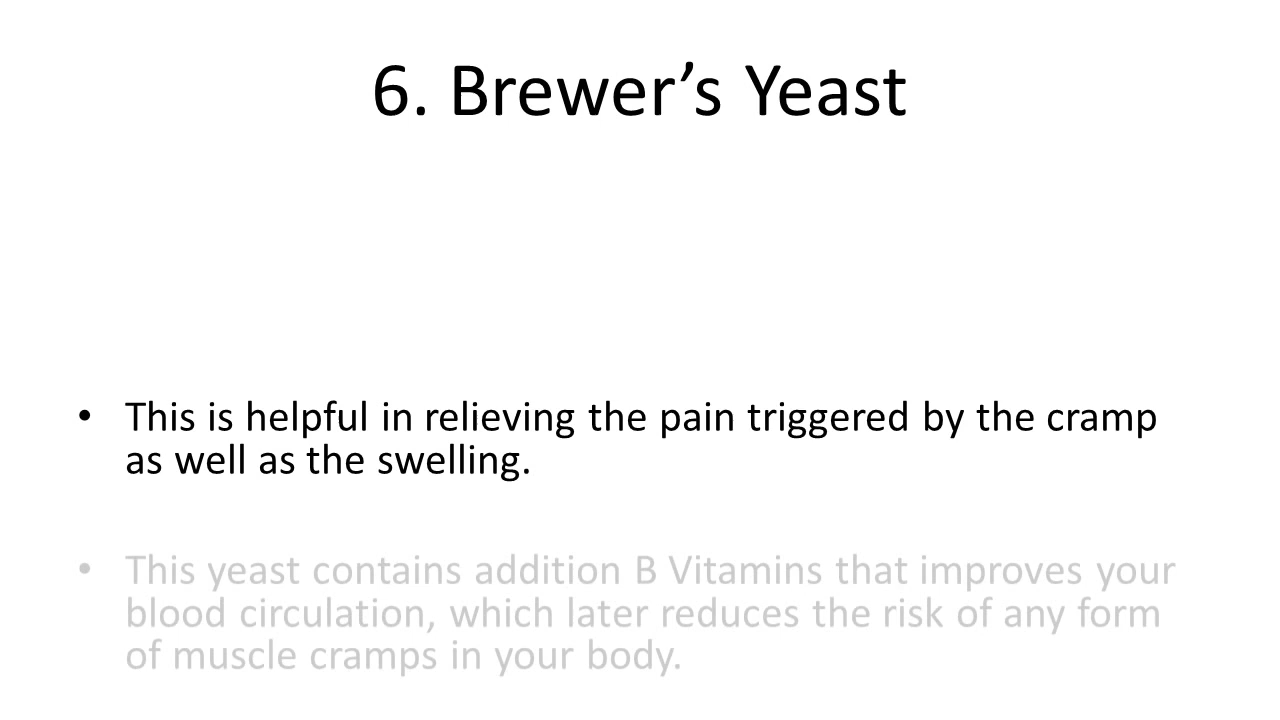 6. Brewer’s Yeast
• This is helpful in relieving the pain triggered by the cramp
as well as the swelling.
• This yeast contains addition B Vitamins that improves your
blood circulation, which later reduces the risk of any form
of muscle cramps in your body.